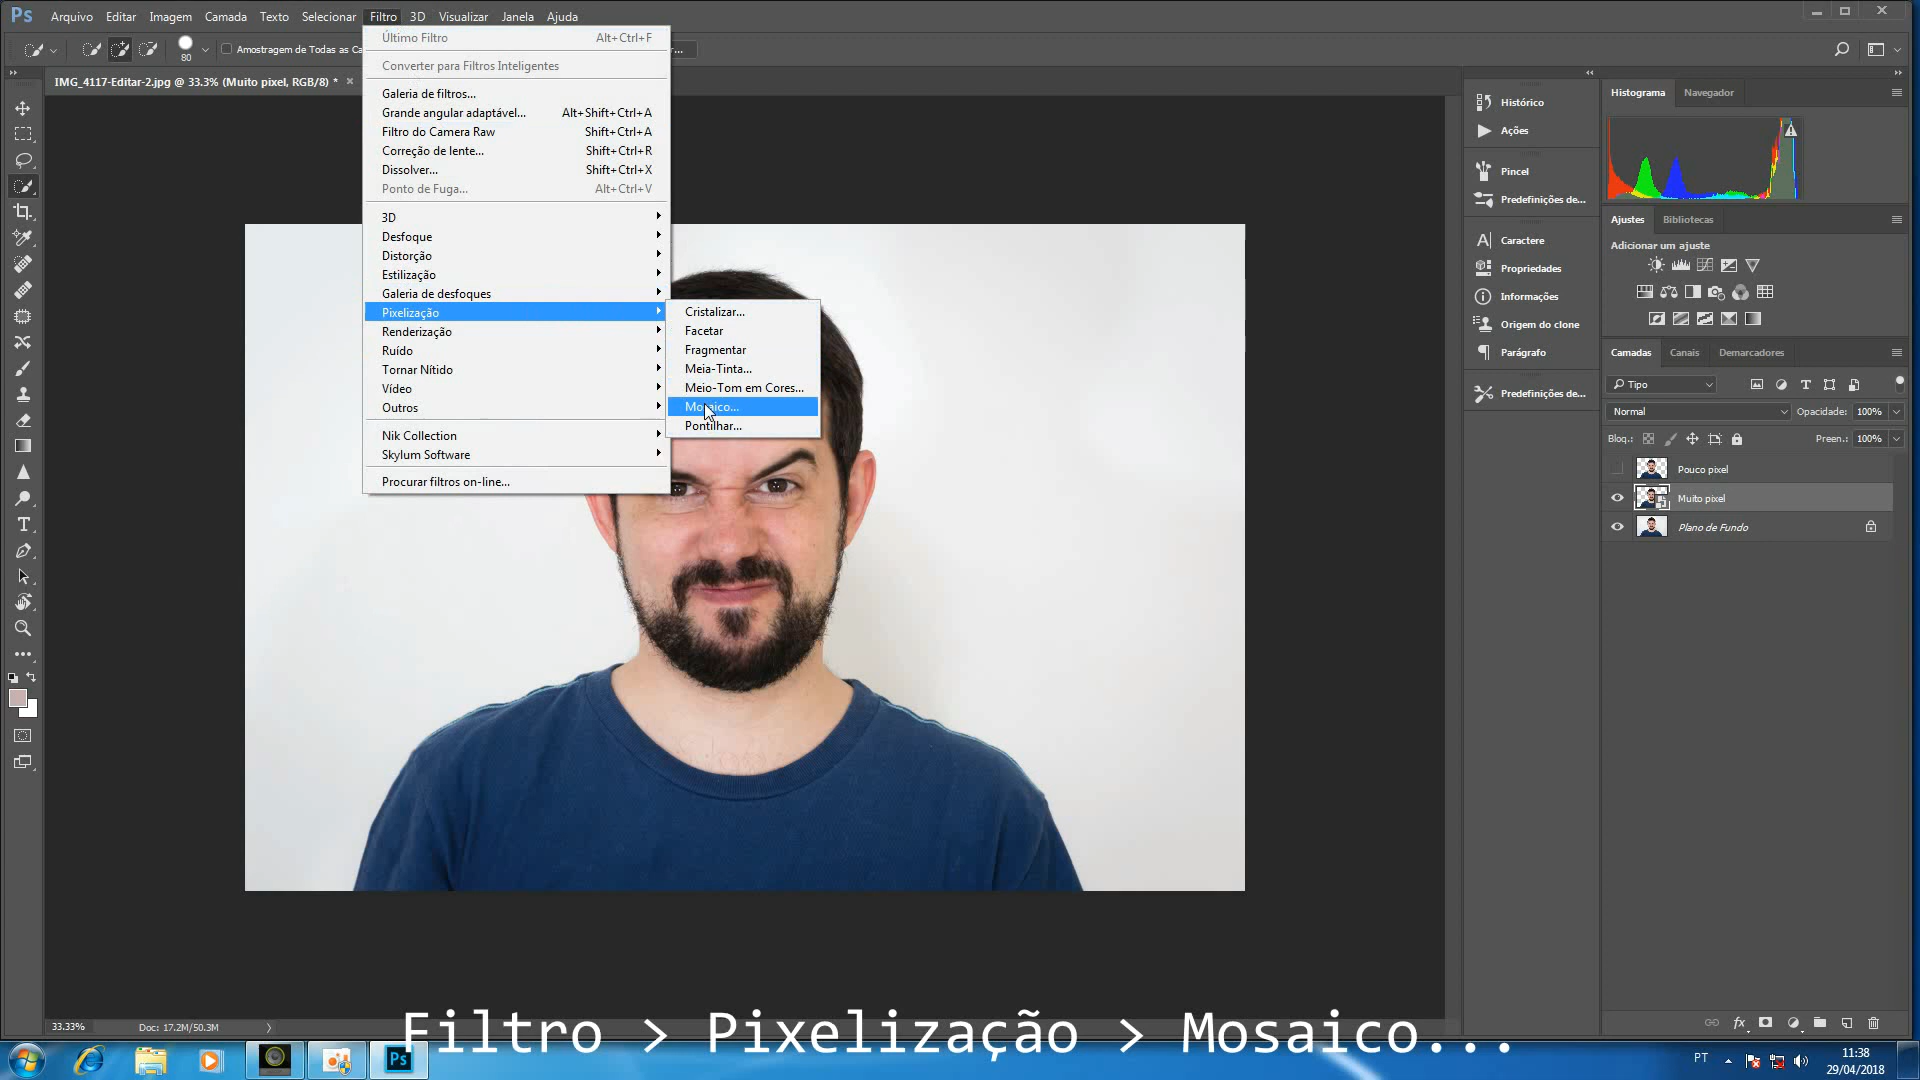 Ps Arquivo Editar Imagem Camada Texto Selecionar Filtro 3D Visualizar Janela Ajuda
80 Amostragem de Todas as Ca
IMG_4117-Editar-2.jpg @ 33.3% (Muito pixel, RGB/8) *
Último Filtro Alt+Ctrl+F
Converter para Filtros Inteligentes
Galeria de filtros...
Grande angular adaptável... Alt+Shift+Ctrl+A
Filtro do Camera Raw Shift+Ctrl+A
Correção de lente... Shift+Ctrl+R
Dissolver... Shift+Ctrl+X
Ponto de Fuga... Alt+Ctrl+V
3D
Desfoque
Distorção
Estilização
Galeria de desfoques
Pixelização
Renderização
Ruído
Tornar Nítido
Vídeo
Outros
Nik Collection
Skylum Software
Procurar filtros on-line...
Cristalizar...
Facetar
Fragmentar
Meia-Tinta...
Meio-Tom em Cores...
Mosaico...
Pontilhar...
Histórico
Ações
Pincel
Predefinições de...
Caractere
Propriedades
Informações
Origem do clone
Parágrafo
Predefinições de...
Histograma Navegador
Ajustes Bibliotecas
Adicionar um ajuste
Camadas Canais Demarcadores
Tipo
Normal Opacidade: 100%
Bloq.: Preen.: 100%
Pouco pixel
Muito pixel
Plano de Fundo
33.33% Doc: 17.2M/50.3M
Filtro > Pixelização > Mosaico...
Ps
PT
11:38
29/04/2018